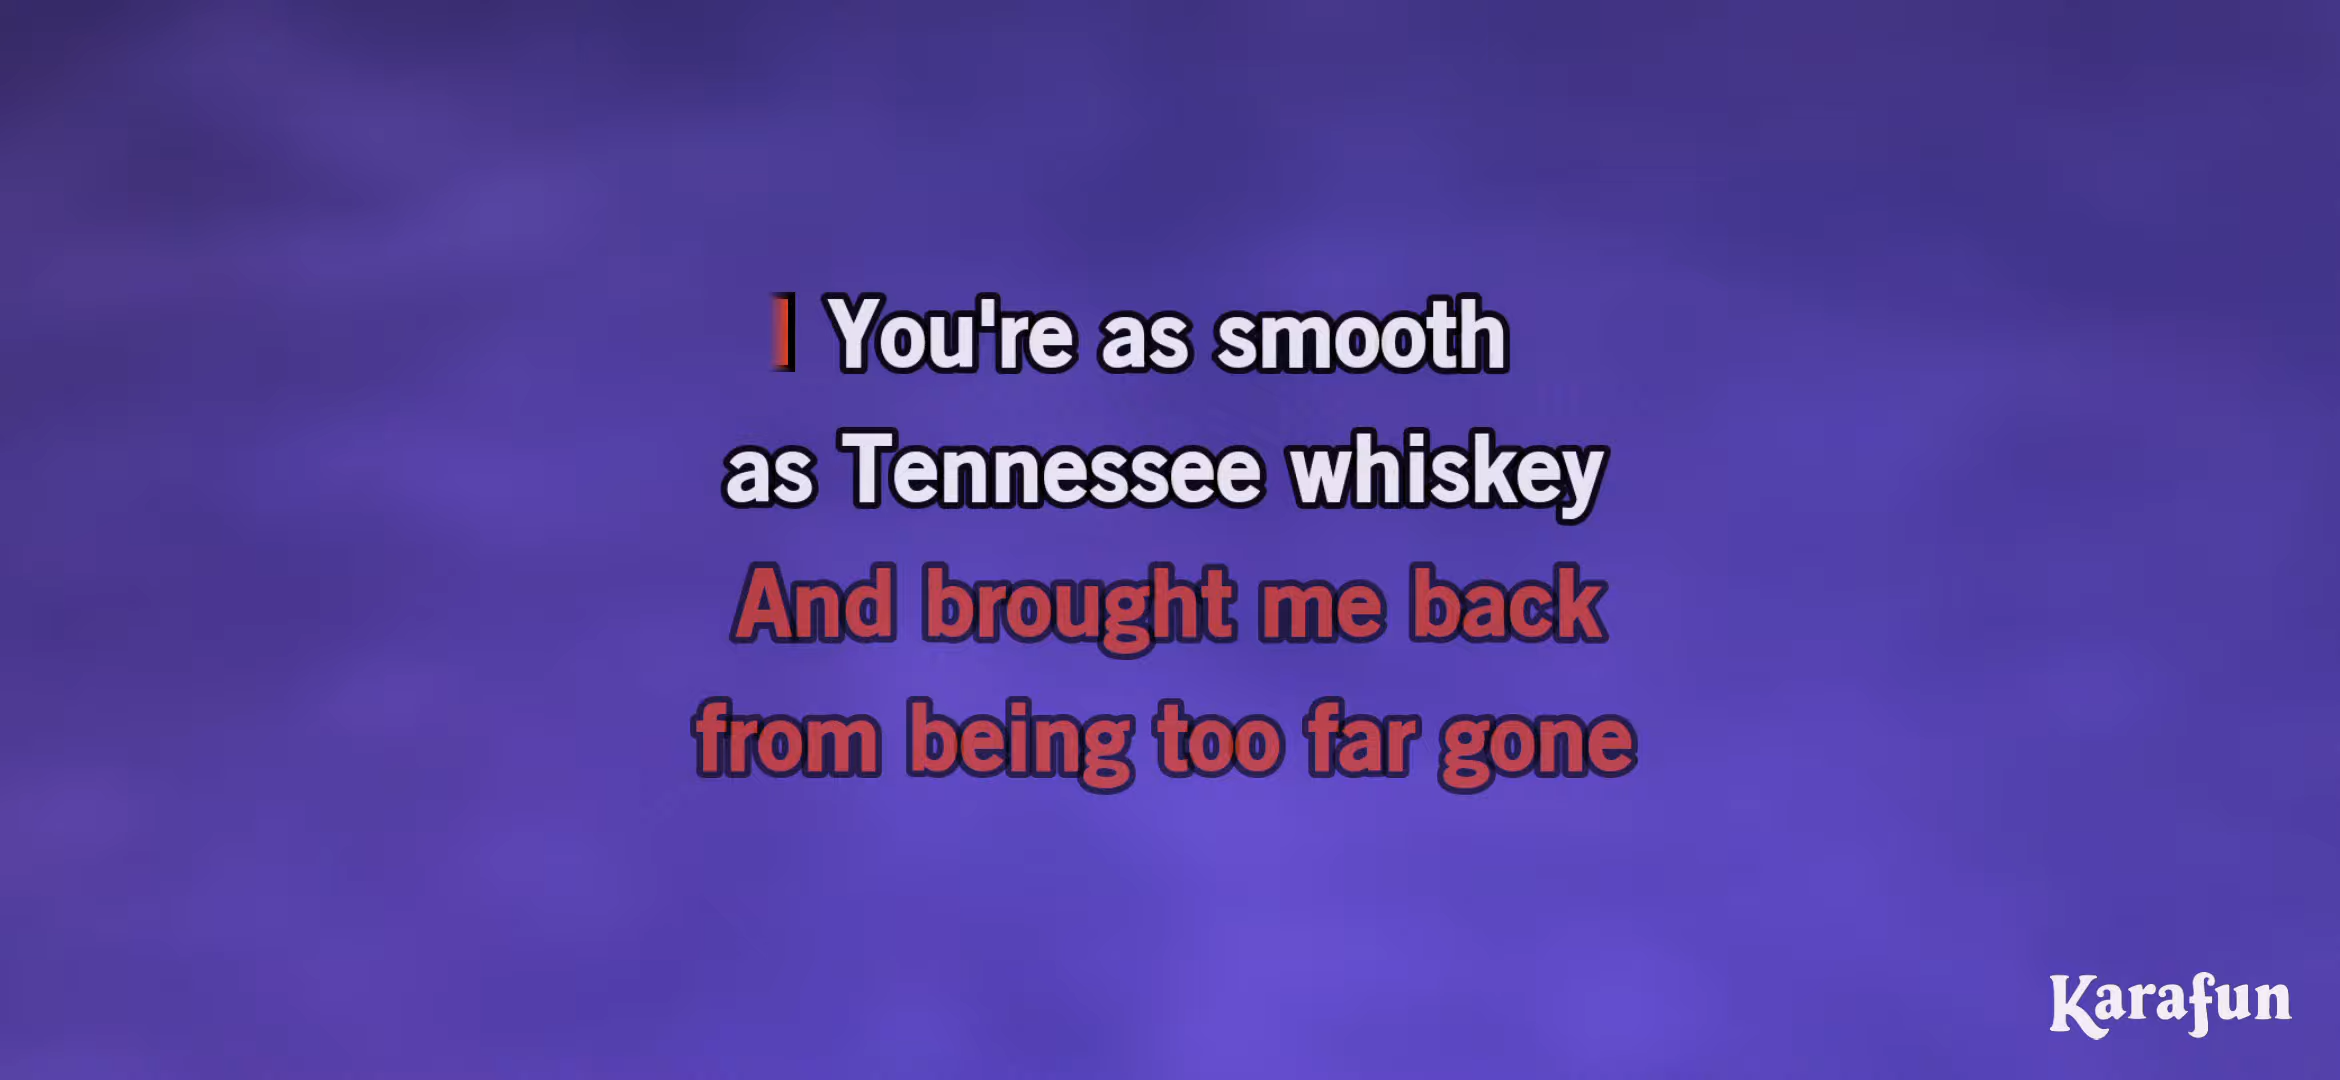 You're as smooth
as Tennessee whiskey
And brought me back
from being too far gone
Karafun